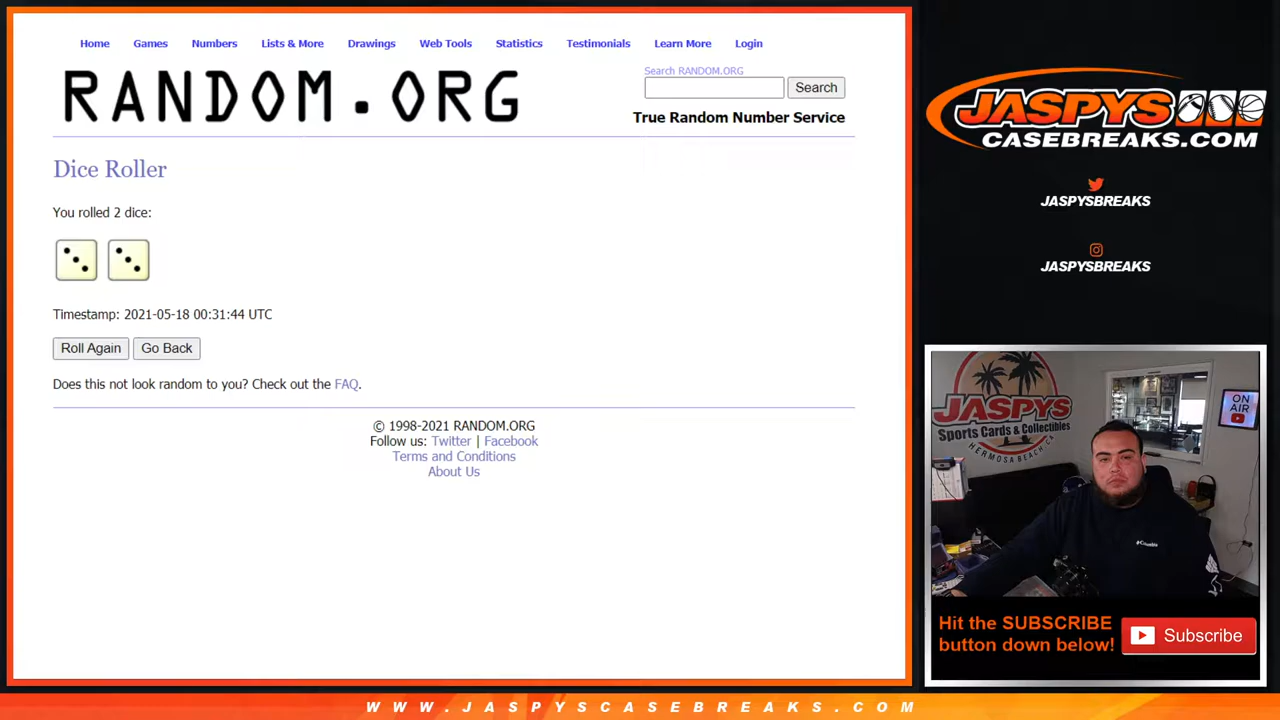 Home Games Numbers Lists & More Drawings Web Tools Statistics Testimonials Learn More Login
RANDOM.ORG
Search RANDOM.ORG
Search
True Random Number Service
Dice Roller
You rolled 2 dice:
Timestamp: 2021-05-18 00:31:44 UTC
Roll Again Go Back
Does this not look random to you? Check out the FAQ.
© 1998-2021 RANDOM.ORG
Follow us: Twitter | Facebook
Terms and Conditions
About Us
JASPYS
CASEBREAKS.COM
JASPYSBREAKS
JASPYSBREAKS
JASPYS
Sports Cards & Collectibles
HERMOSA BEACH, CA
ON
AIR
Columbia
Hit the SUBSCRIBE
button down below!
Subscribe
WWW.JASPYSCASEBREAKS.COM